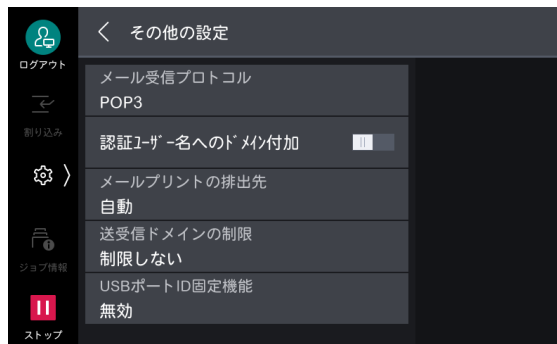 ログアウト
割り込み
ジョブ情報
ストップ
その他の設定
メール受信プロトコル
POP3
認証ﾕｰｻﾞｰ名へのﾄﾞﾒｲﾝ付加
メールプリントの排出先
自動
送受信ドメインの制限
制限しない
USBポートID固定機能
無効